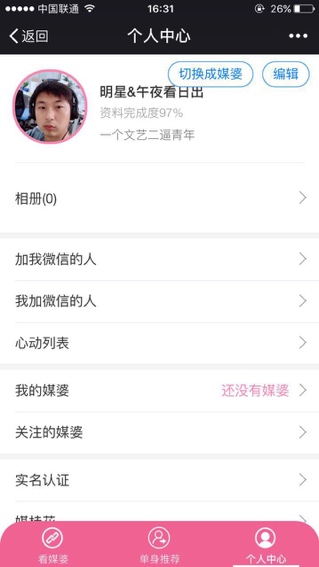 中国联通
16:31
26%
返回
个人中心
切换成媒婆
编辑
明星&午夜看日出
资料完成度97%
一个文艺二逼青年
相册(0)
加我微信的人
我加微信的人
心动列表
我的媒婆
还没有媒婆
关注的媒婆
实名认证
媒桂花
看媒婆
单身推荐
个人中心